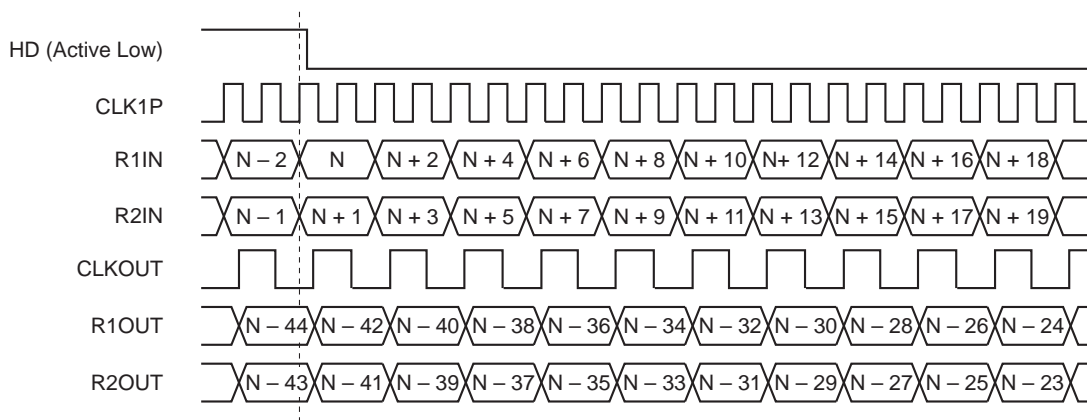 HD (Active Low)
CLK1P
R1IN N – 2 N N + 2 N + 4 N + 6 N + 8 N + 10 N+ 12 N + 14 N + 16 N + 18
R2IN N – 1 N + 1 N + 3 N + 5 N + 7 N + 9 N + 11 N + 13 N + 15 N + 17 N + 19
CLKOUT
R1OUT N – 44 N – 42 N – 40 N – 38 N – 36 N – 34 N – 32 N – 30 N – 28 N – 26 N – 24
R2OUT N – 43 N – 41 N – 39 N – 37 N – 35 N – 33 N – 31 N – 29 N – 27 N – 25 N – 23